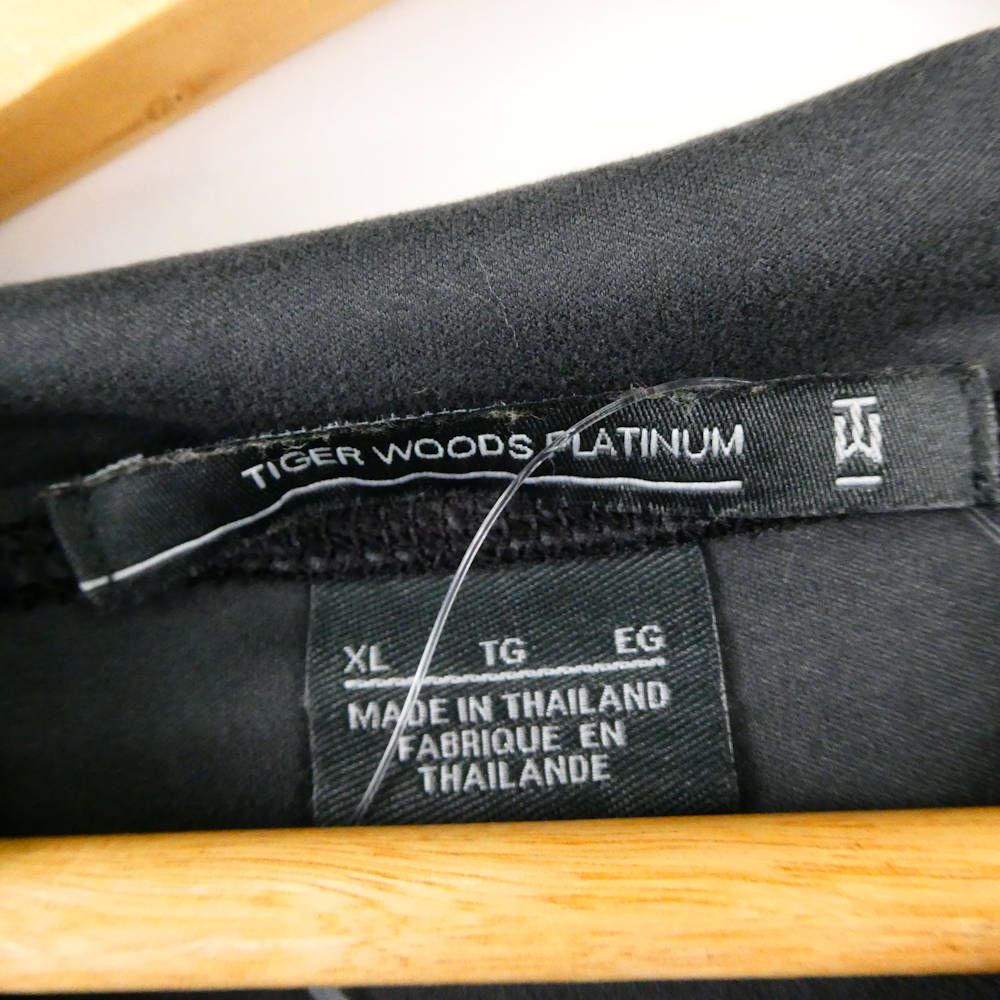 TIGER WOODS PLATINUM TW
XL TG EG
MADE IN THAILAND
FABRIQUE EN
THAILANDE